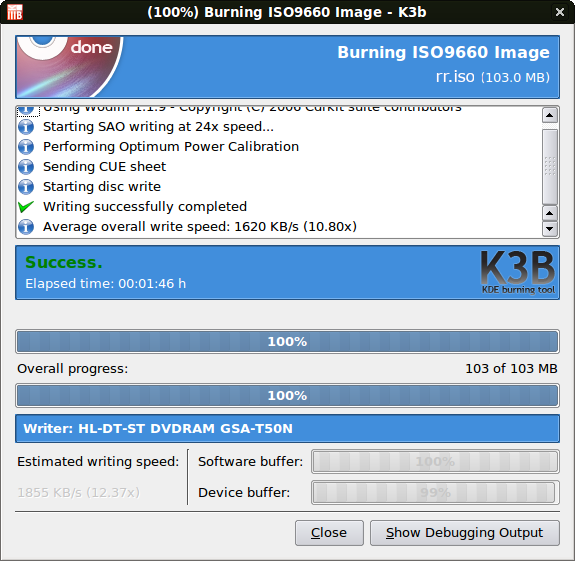 (100%) Burning ISO9660 Image - K3b
done
Burning ISO9660 Image
rr.iso (103.0 MB)
Using Wodim 1.1.9 - Copyright (C) 2006 Cdrkit suite contributors
Starting SAO writing at 24x speed...
Performing Optimum Power Calibration
Sending CUE sheet
Starting disc write
Writing successfully completed
Average overall write speed: 1620 KB/s (10.80x)
Success.
Elapsed time: 00:01:46 h
K3B
KDE burning tool
100%
Overall progress: 103 of 103 MB
100%
Writer: HL-DT-ST DVDRAM GSA-T50N
Estimated writing speed:
1855 KB/s (12.37x)
Software buffer: 100%
Device buffer: 99%
Close
Show Debugging Output